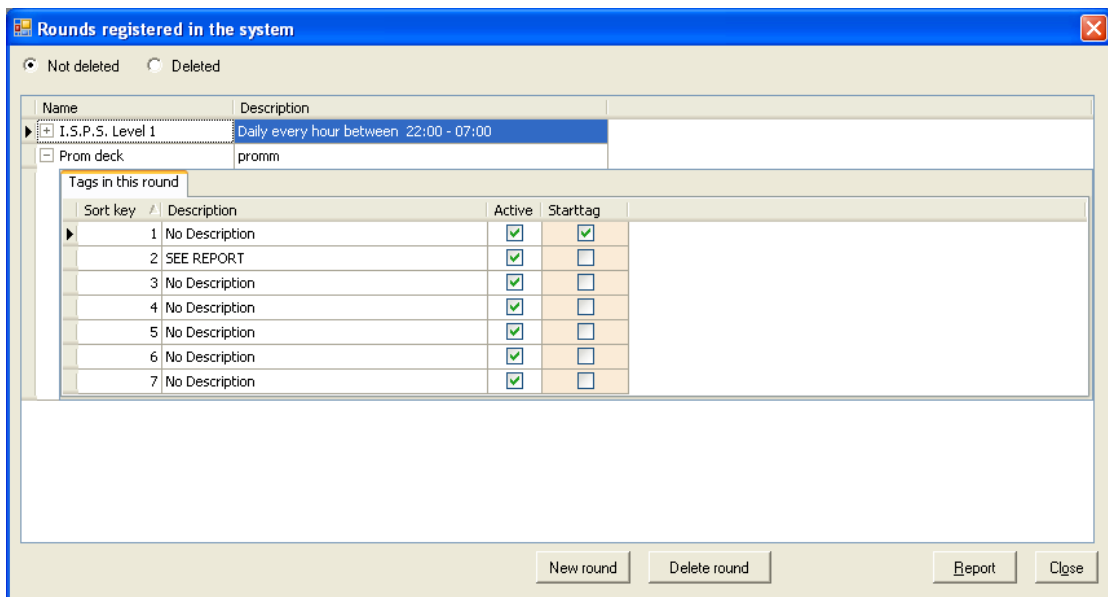 Rounds registered in the system
Not deleted Deleted
Name Description
I.S.P.S. Level 1 Daily every hour between 22:00 - 07:00
Prom deck promm
Tags in this round
Sort key Description Active Starttag
1 No Description
2 SEE REPORT
3 No Description
4 No Description
5 No Description
6 No Description
7 No Description
New round Delete round Report Close